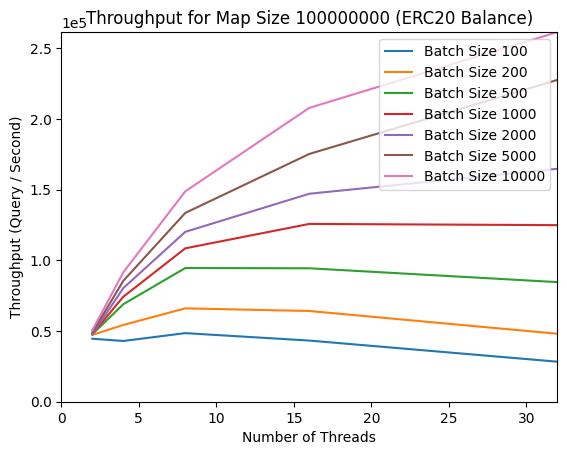 Throughput for Map Size 100000000 (ERC20 Balance)
1e5
2.5
2.0
1.5
1.0
0.5
0.0
Throughput (Query / Second)
Batch Size 100
Batch Size 200
Batch Size 500
Batch Size 1000
Batch Size 2000
Batch Size 5000
Batch Size 10000
0 5 10 15 20 25 30
Number of Threads